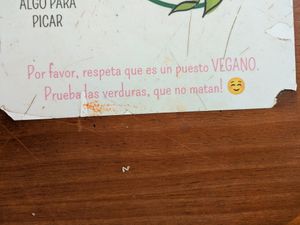 ALGO PARA
PICAR
Por favor, respeta que es un puesto VEGANO.
Prueba las verduras, que no matan! ☺️